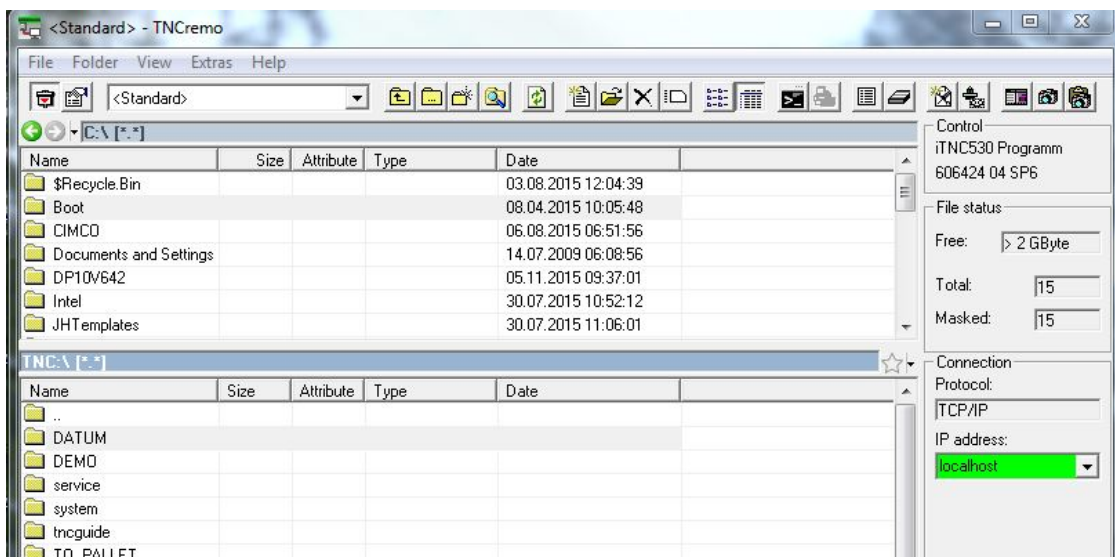 <Standard> - TNCremo
File Folder View Extras Help
<Standard>
C:\ [*.*]
Name Size Attribute Type Date
$Recycle.Bin 03.08.2015 12:04:39
Boot 08.04.2015 10:05:48
CIMCO 06.08.2015 06:51:56
Documents and Settings 14.07.2009 06:08:56
DP10V642 05.11.2015 09:37:01
Intel 30.07.2015 10:52:12
JHTemplates 30.07.2015 11:06:01
TNC:\ [*.*]
Name Size Attribute Type Date
..
DATUM
DEMO
service
system
tncguide
TO_PALLET
Control
iTNC530 Programm
606424 04 SP6
File status
Free: > 2 GByte
Total: 15
Masked: 15
Connection
Protocol:
TCP/IP
IP address:
localhost